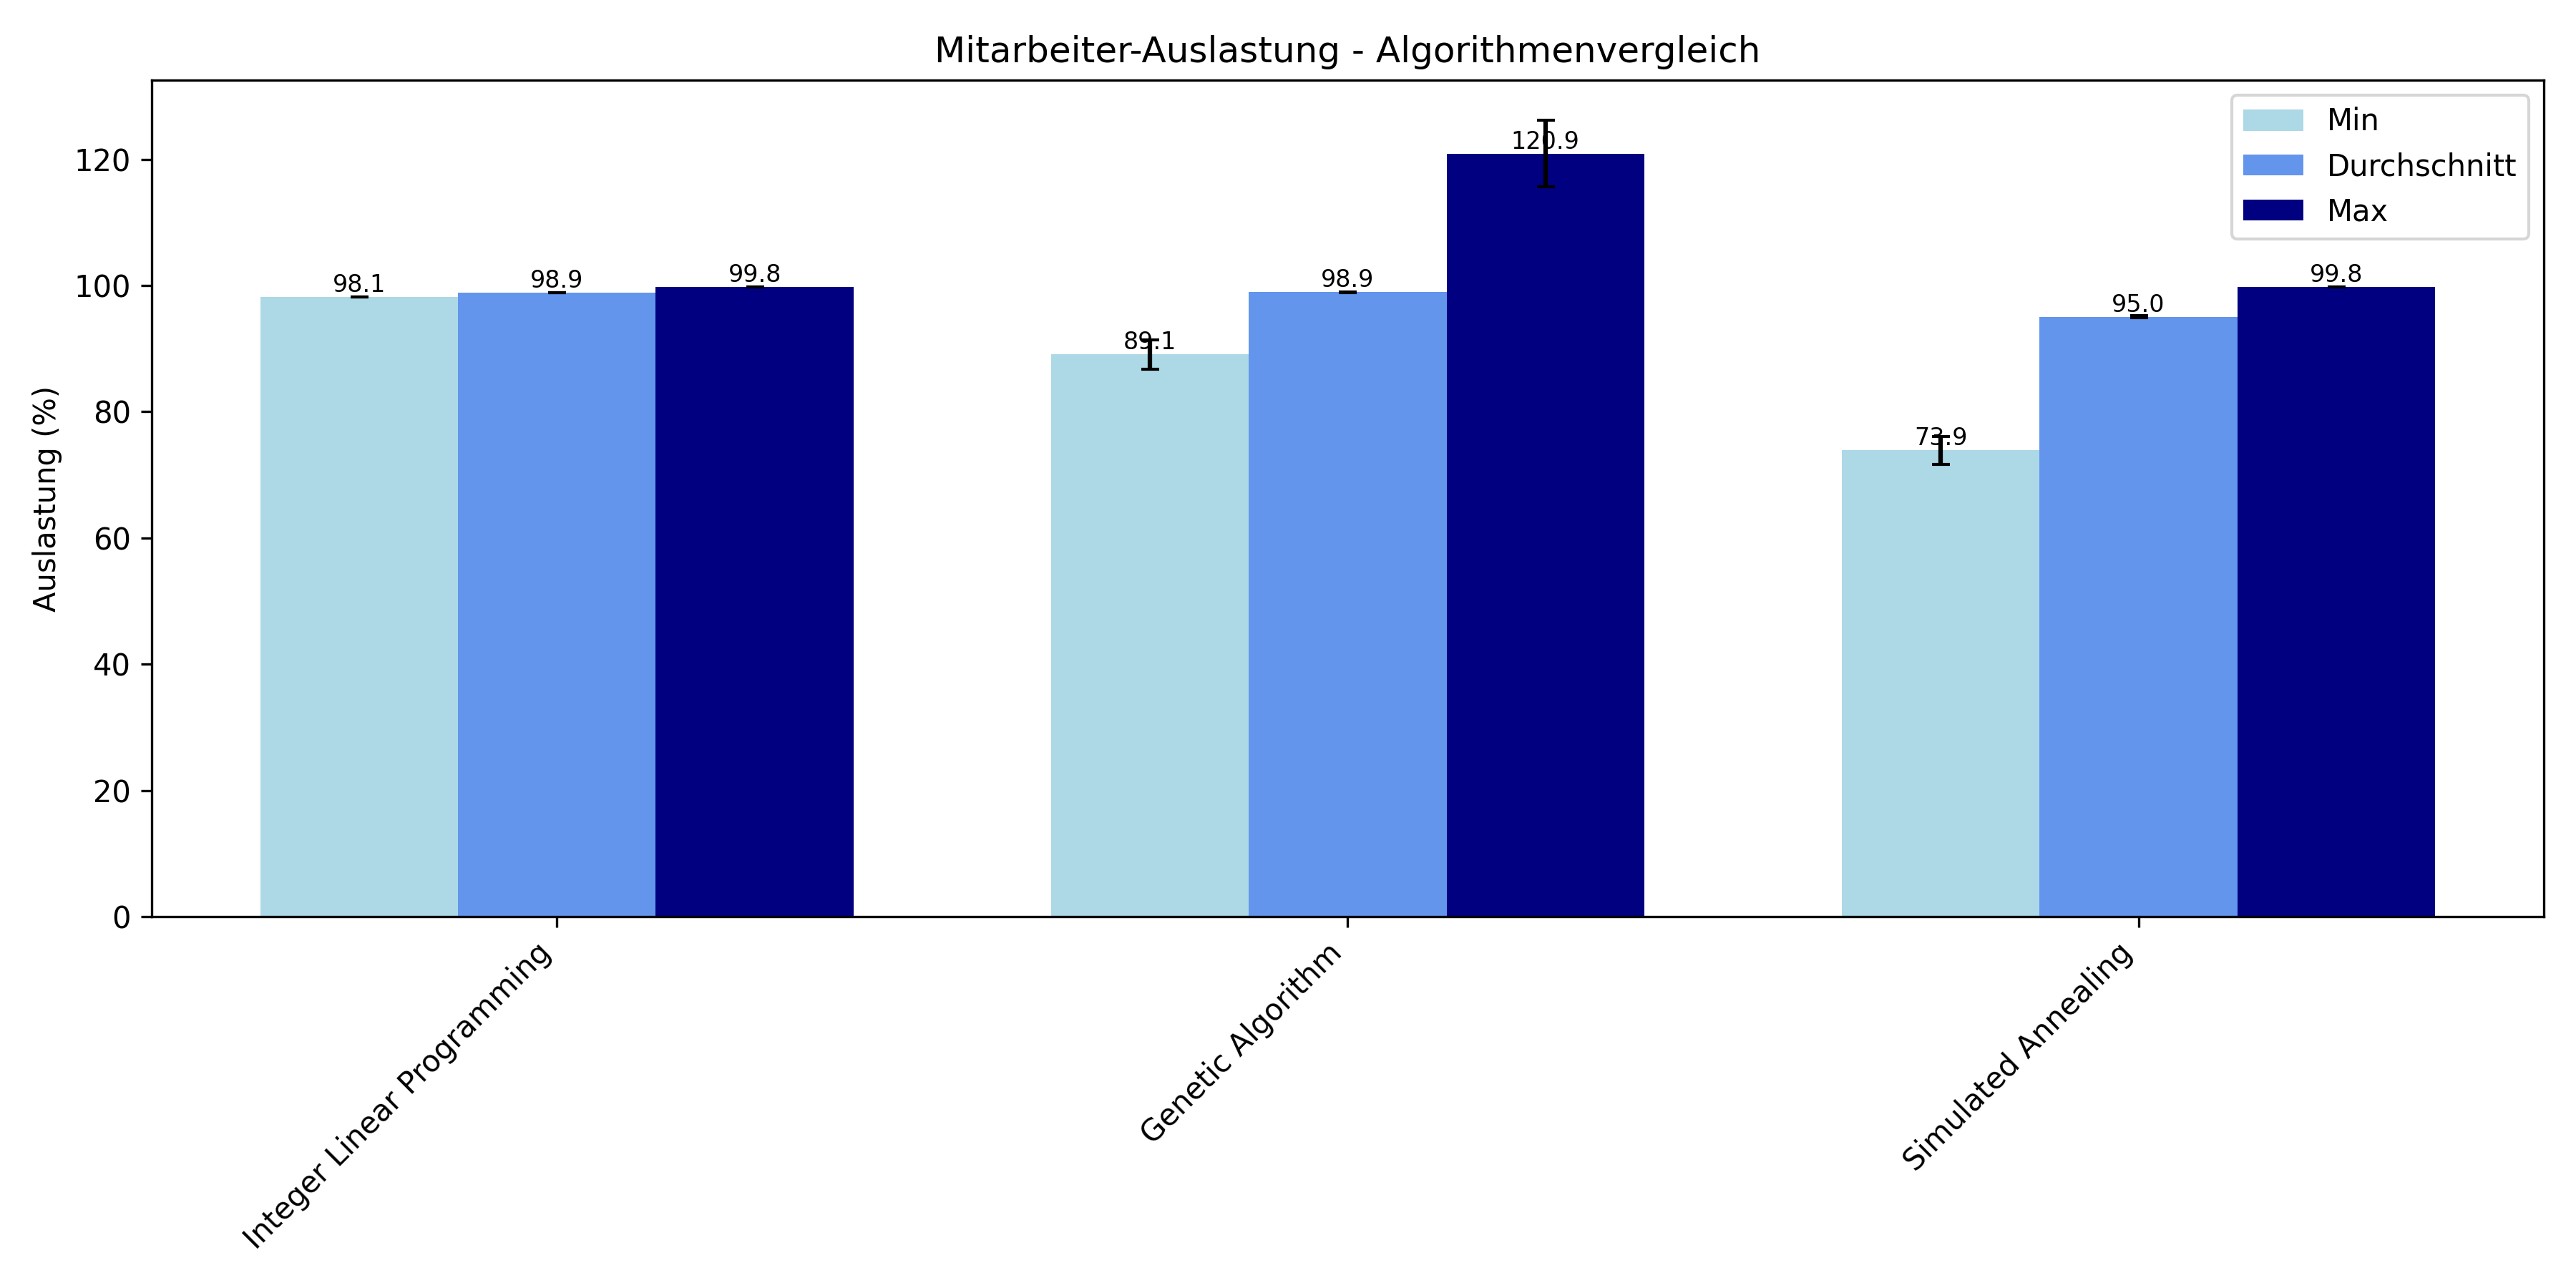 Mitarbeiter-Auslastung - Algorithmenvergleich
Auslastung (%)
120
100
80
60
40
20
0
98.1
98.9
99.8
89.1
98.9
120.9
73.9
95.0
99.8
Min
Durchschnitt
Max
Integer Linear Programming
Genetic Algorithm
Simulated Annealing